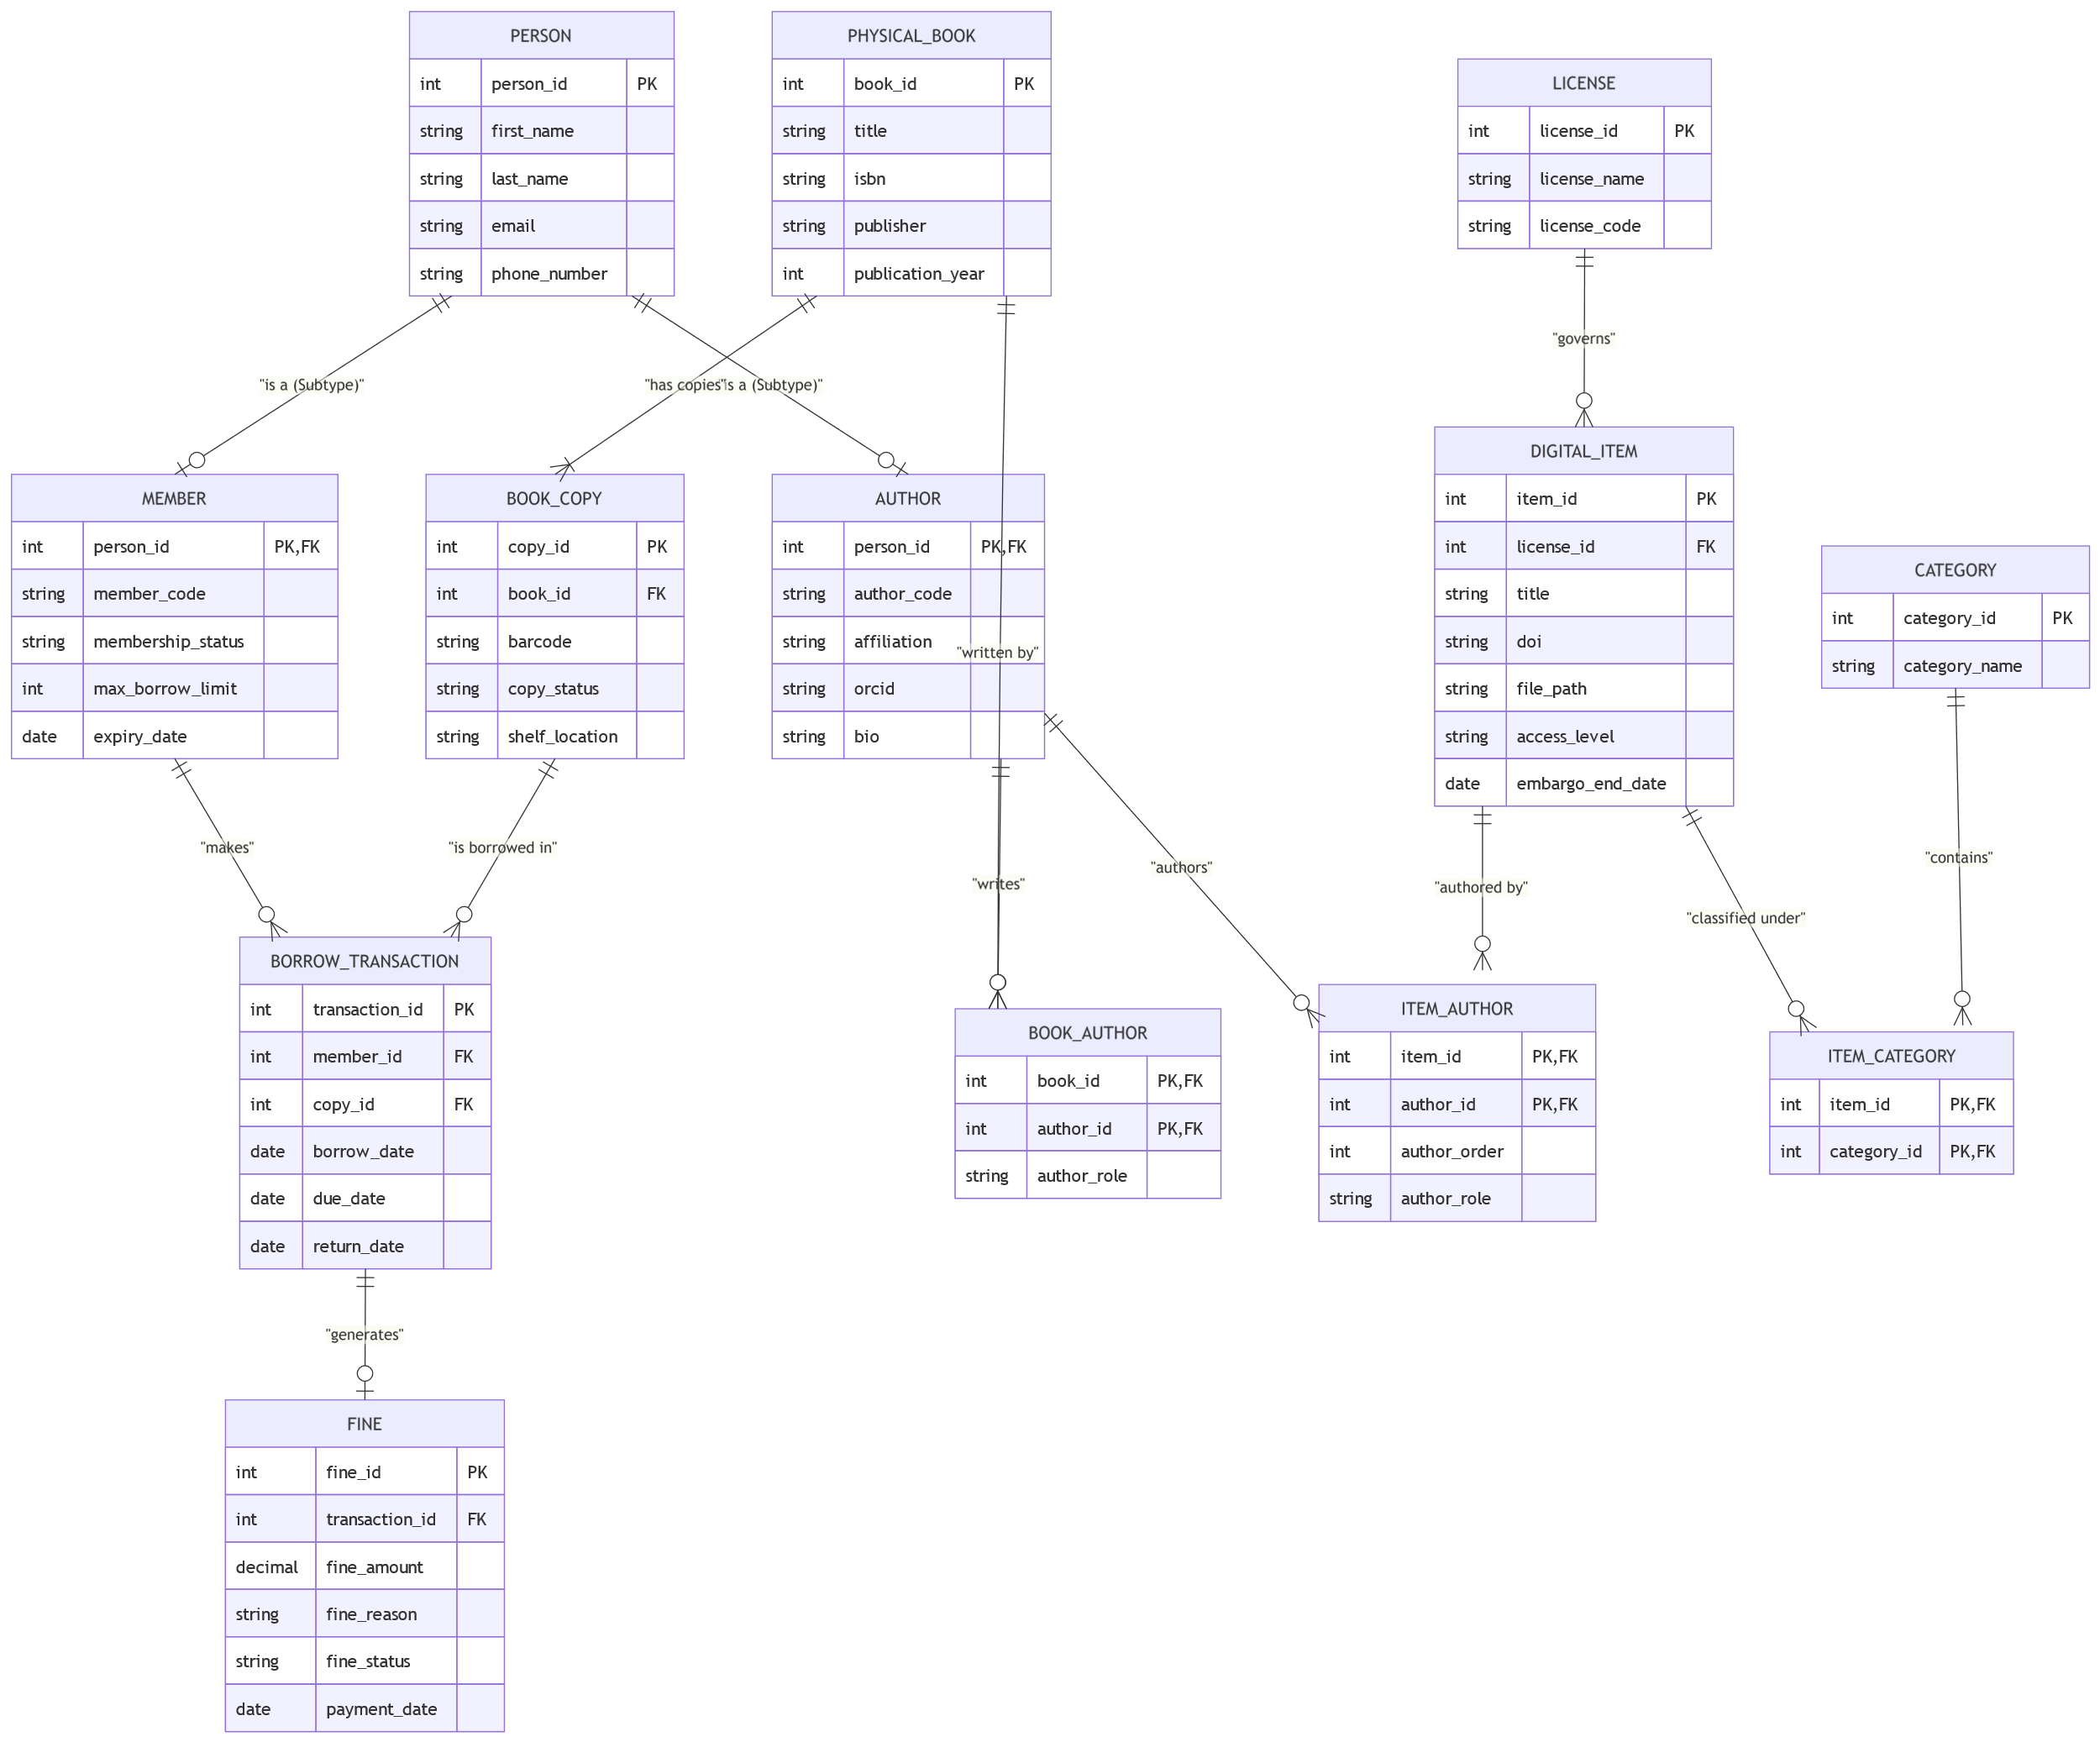 PERSON
int person_id PK
string first_name
string last_name
string email
string phone_number
PHYSICAL_BOOK
int book_id PK
string title
string isbn
string publisher
int publication_year
LICENSE
int license_id PK
string license_name
string license_code
"is a (Subtype)"
"has copies"
is a (Subtype)"
"governs"
MEMBER
int person_id PK,FK
string member_code
string membership_status
int max_borrow_limit
date expiry_date
BOOK_COPY
int copy_id PK
int book_id FK
string barcode
string copy_status
string shelf_location
AUTHOR
int person_id PK,FK
string author_code
string affiliation
string orcid
string bio
"written by"
DIGITAL_ITEM
int item_id PK
int license_id FK
string title
string doi
string file_path
string access_level
date embargo_end_date
CATEGORY
int category_id PK
string category_name
"makes"
"is borrowed in"
"writes"
"authors"
"authored by"
"classified under"
"contains"
BORROW_TRANSACTION
int transaction_id PK
int member_id FK
int copy_id FK
date borrow_date
date due_date
date return_date
BOOK_AUTHOR
int book_id PK,FK
int author_id PK,FK
string author_role
ITEM_AUTHOR
int item_id PK,FK
int author_id PK,FK
int author_order
string author_role
ITEM_CATEGORY
int item_id PK,FK
int category_id PK,FK
"generates"
FINE
int fine_id PK
int transaction_id FK
decimal fine_amount
string fine_reason
string fine_status
date payment_date